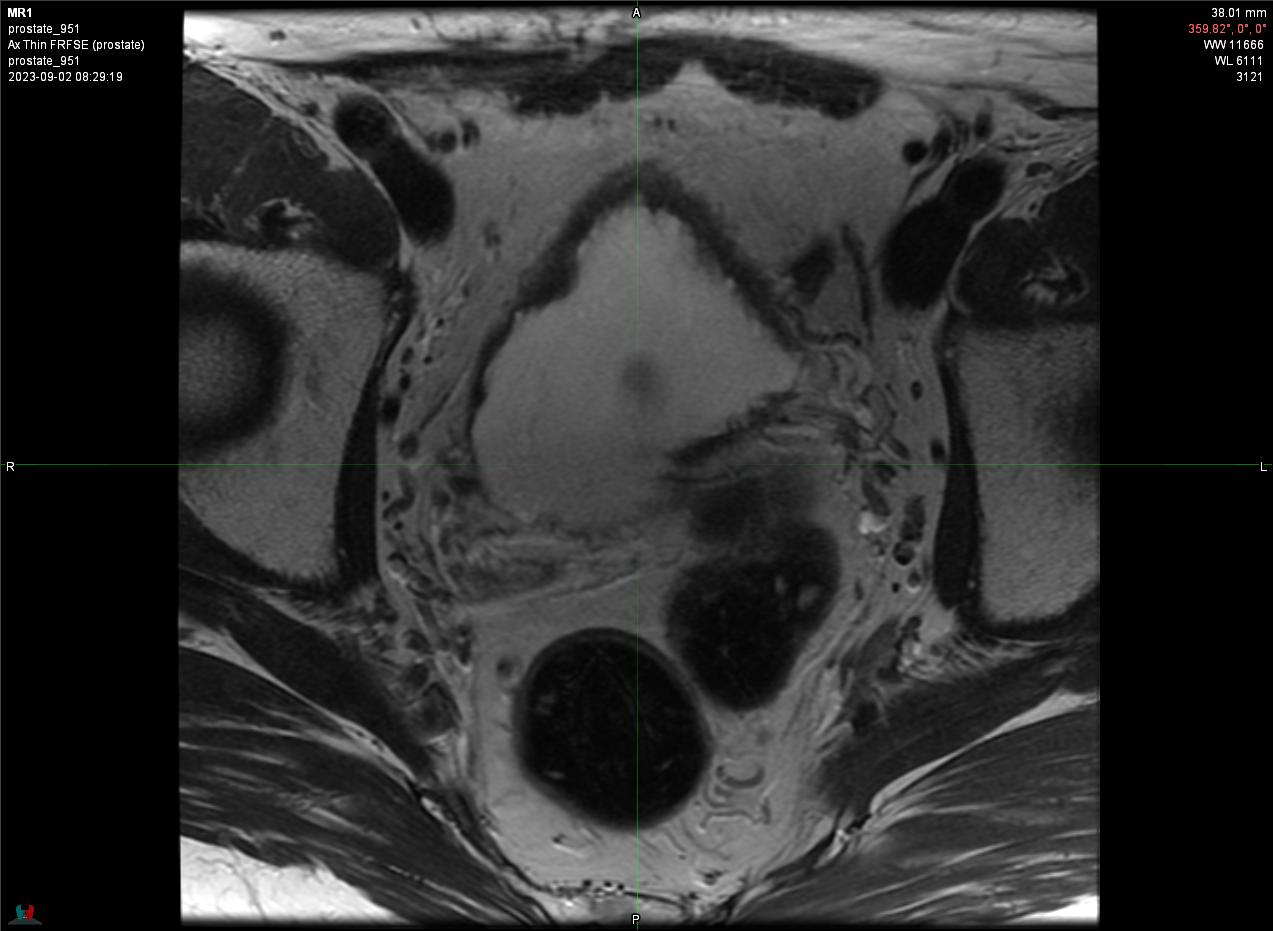 MR1
prostate_951
Ax Thin FRFSE (prostate)
prostate_951
2023-09-02 08:29:19
38.01 mm
359.82°, 0°, 0°
WW 11666
WL 6111
3121
A
R
L
P